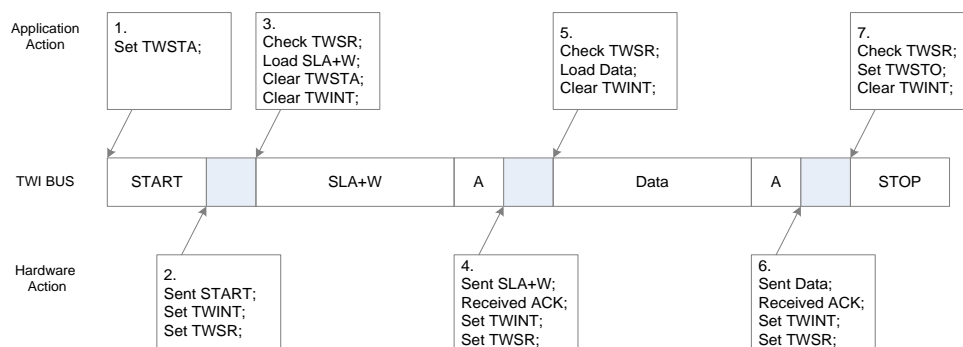 Application
Action
1.
Set TWSTA;
3.
Check TWSR;
Load SLA+W;
Clear TWSTA;
Clear TWINT;
5.
Check TWSR;
Load Data;
Clear TWINT;
7.
Check TWSR;
Set TWSTO;
Clear TWINT;
TWI BUS
START
SLA+W
A
Data
A
STOP
Hardware
Action
2.
Sent START;
Set TWINT;
Set TWSR;
4.
Sent SLA+W;
Received ACK;
Set TWINT;
Set TWSR;
6.
Sent Data;
Received ACK;
Set TWINT;
Set TWSR;